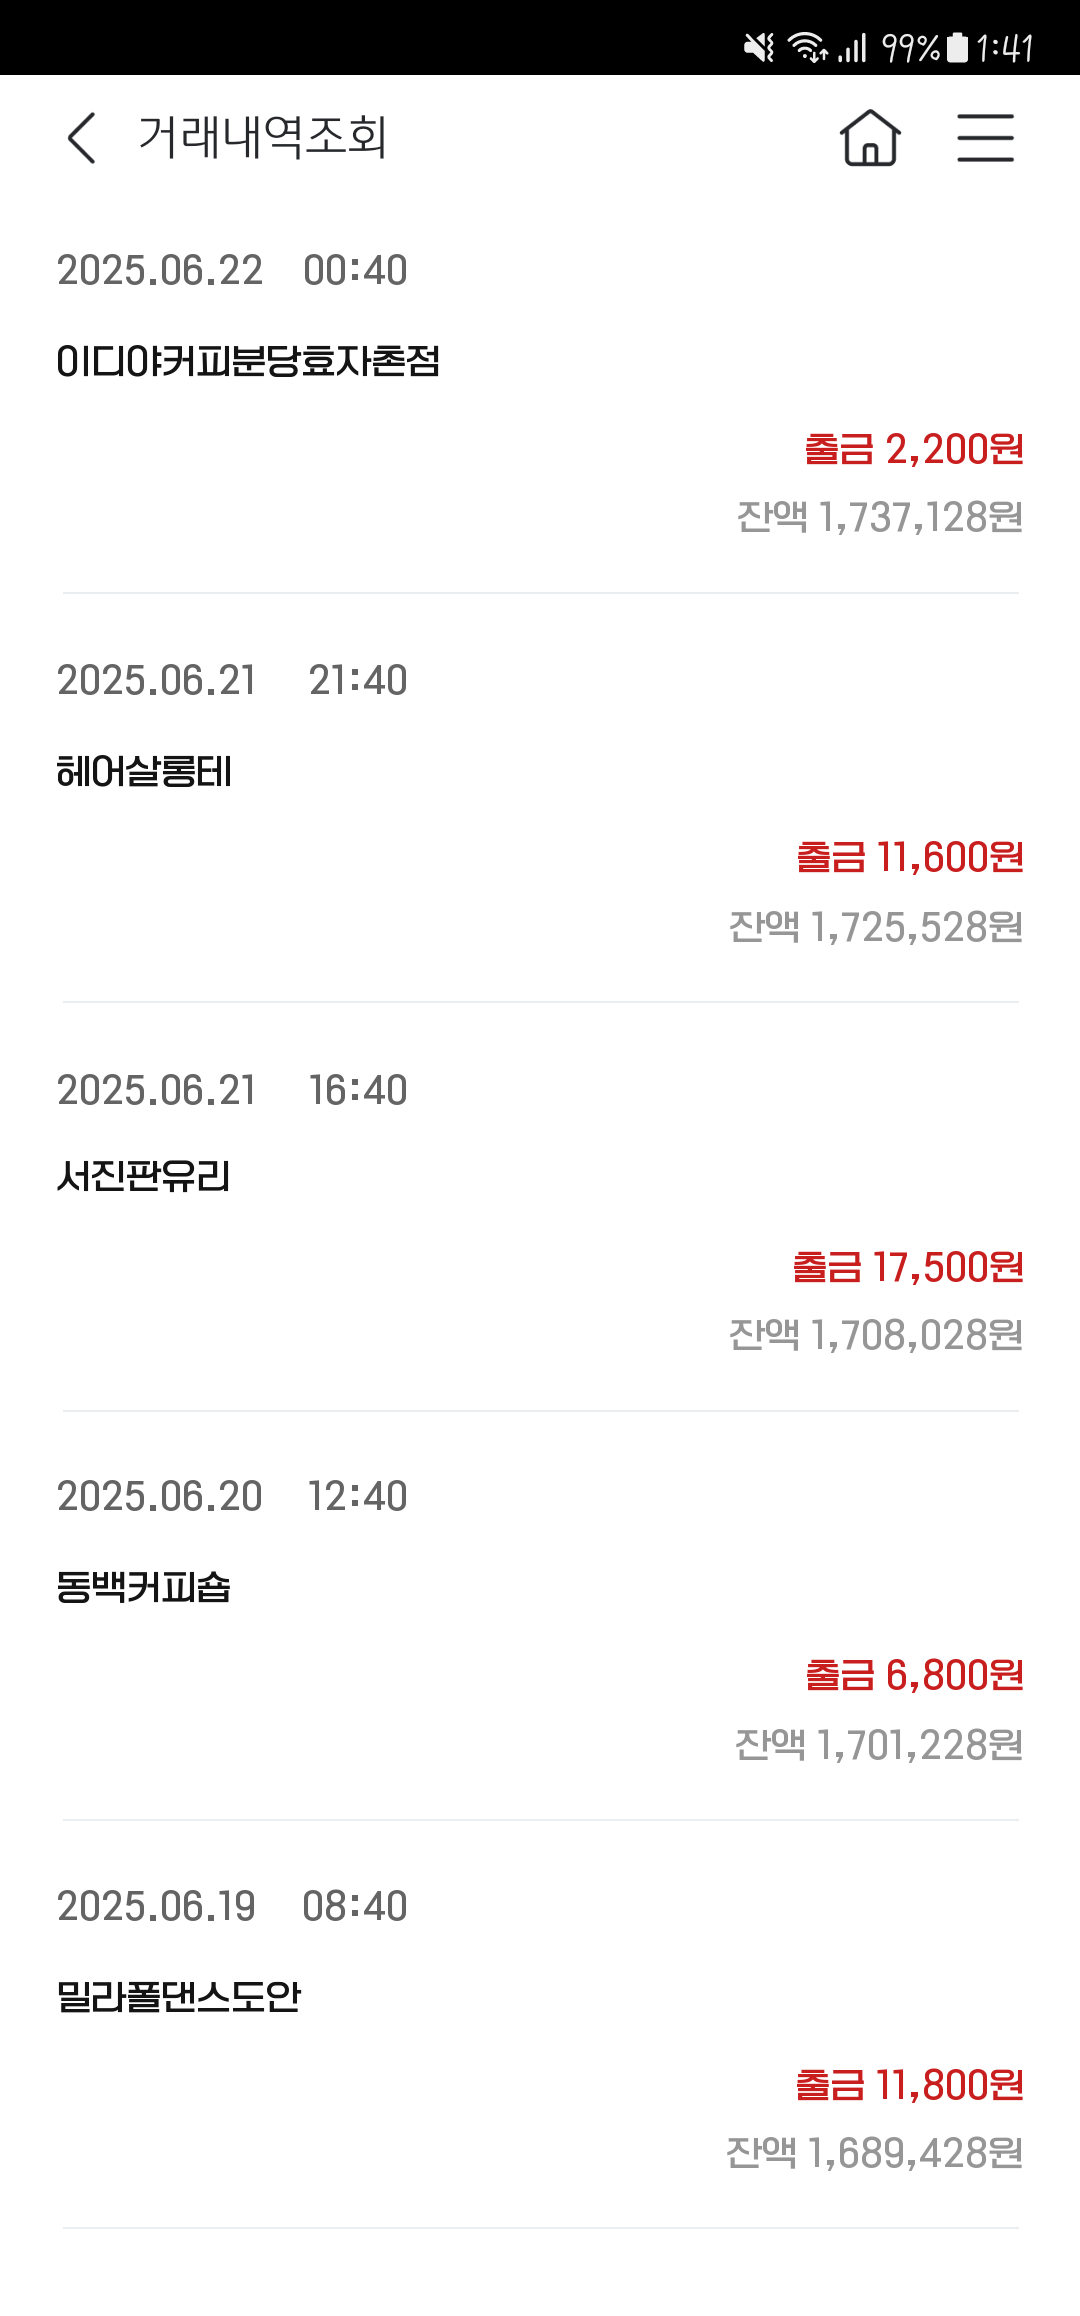 99% 1:41
거래내역조회
2025.06.22 00:40
이디야커피분당효자촌점
출금 2,200원
잔액 1,737,128원
2025.06.21 21:40
헤어살롱테
출금 11,600원
잔액 1,725,528원
2025.06.21 16:40
서진판유리
출금 17,500원
잔액 1,708,028원
2025.06.20 12:40
동백커피숍
출금 6,800원
잔액 1,701,228원
2025.06.19 08:40
밀라폴댄스도안
출금 11,800원
잔액 1,689,428원